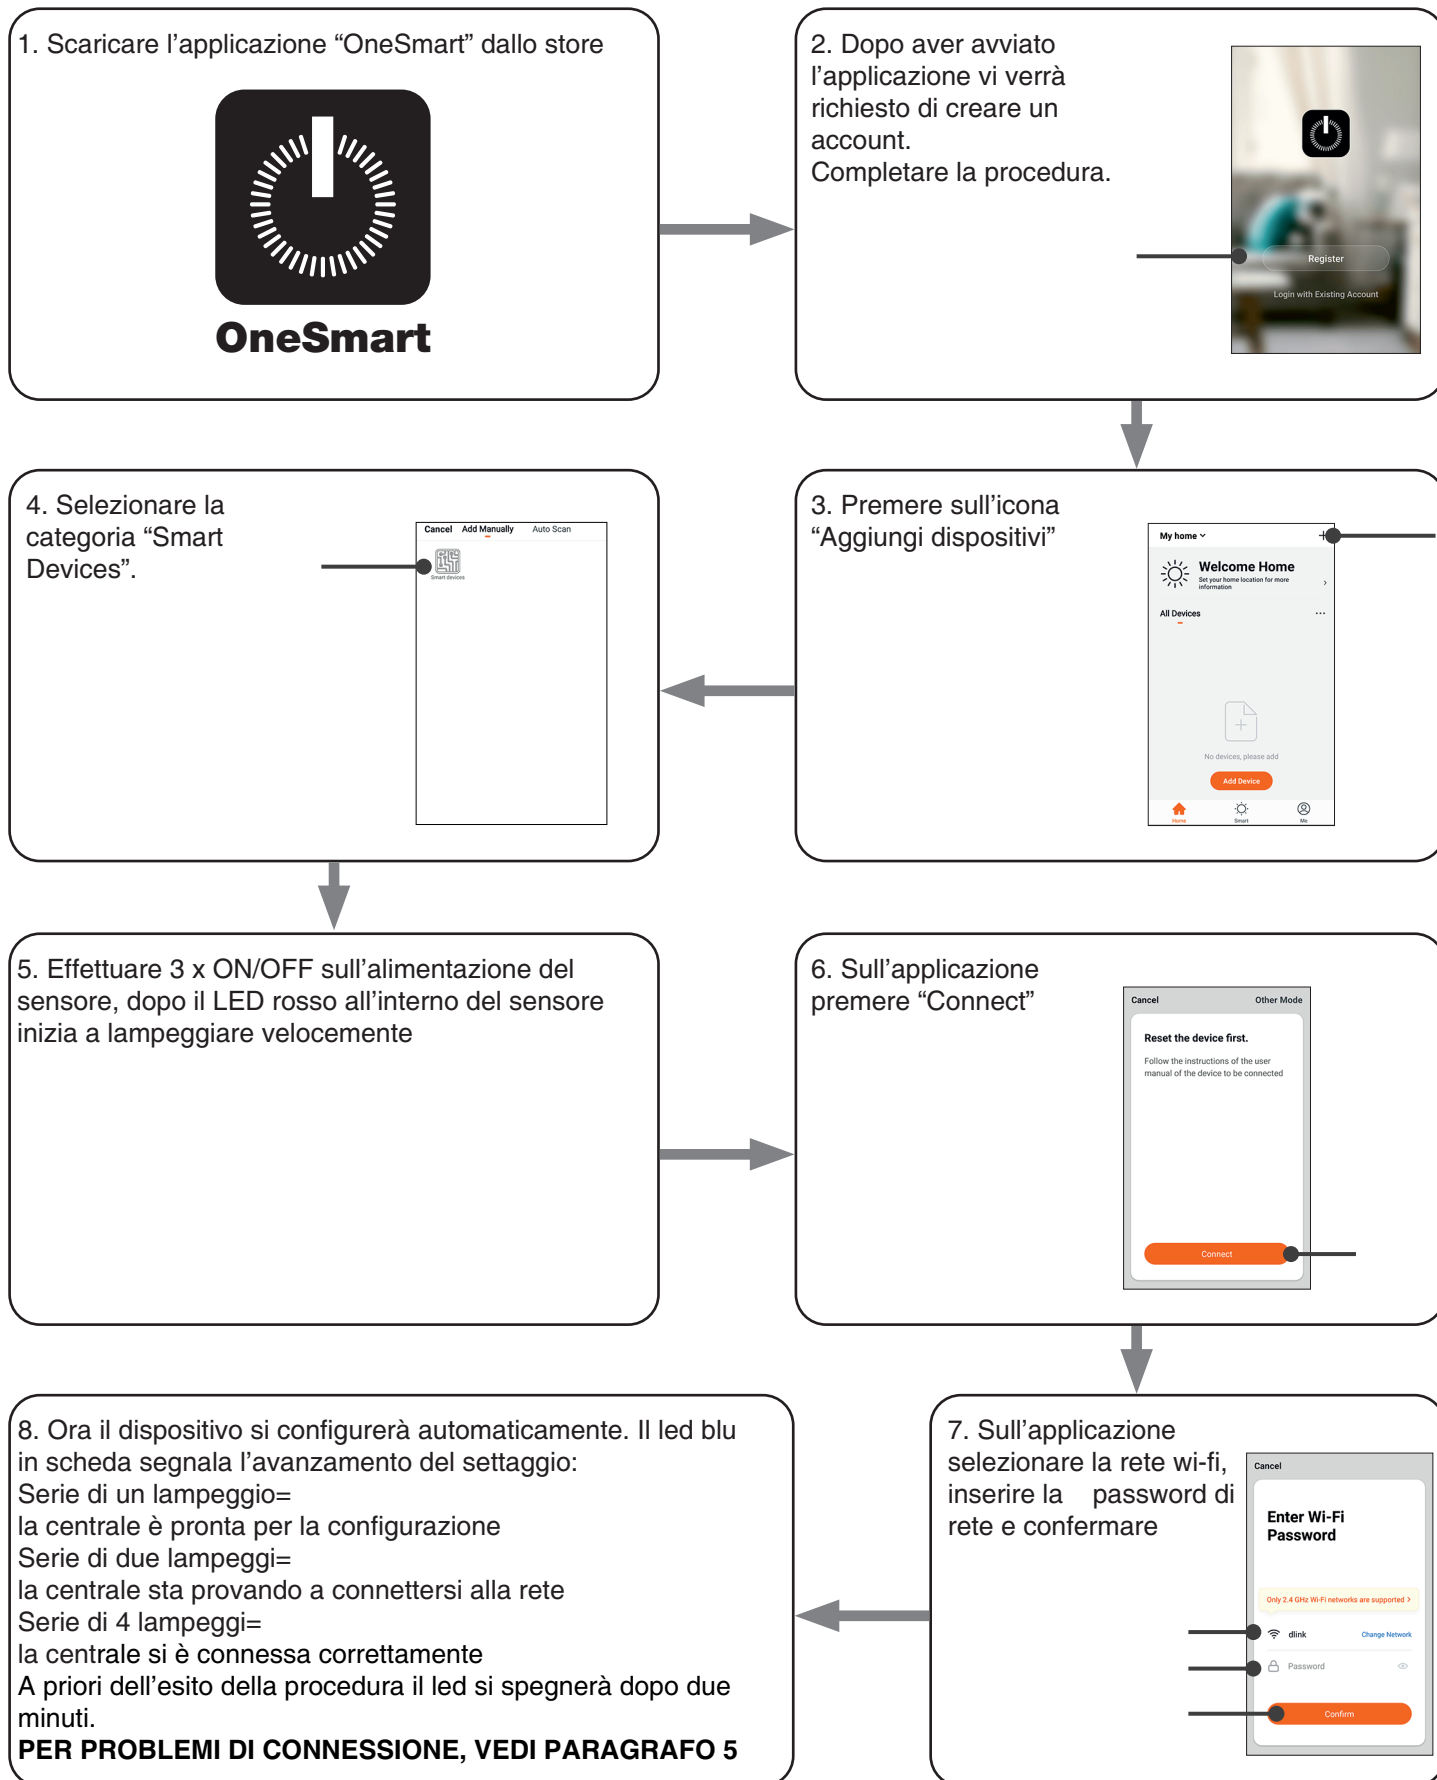 1. Scaricare l’applicazione “OneSmart” dallo store
OneSmart
2. Dopo aver avviato
l’applicazione vi verrà
richiesto di creare un
account.
Completare la procedura.
Register
Login with Existing Account
3. Premere sull’icona
“Aggiungi dispositivi”
My home
Welcome Home
Set your home location for more
information
All Devices
No devices, please add
Add Device
Home
Smart
Me
4. Selezionare la
categoria “Smart
Devices”.
Cancel Add Manually Auto Scan
Smart devices
5. Effettuare 3 x ON/OFF sull’alimentazione del
sensore, dopo il LED rosso all’interno del sensore
inizia a lampeggiare velocemente
6. Sull’applicazione
premere “Connect”
Cancel Other Mode
Reset the device first.
Follow the instructions of the user
manual of the device to be connected
Connect
7. Sull’applicazione
selezionare la rete wi-fi,
inserire la password di
rete e confermare
Cancel
Enter Wi-Fi
Password
Only 2.4 GHz Wi-Fi networks are supported >
dlink Change Network
Password
Confirm
8. Ora il dispositivo si configurerà automaticamente. Il led blu
in scheda segnala l’avanzamento del settaggio:
Serie di un lampeggio=
la centrale è pronta per la configurazione
Serie di due lampeggi=
la centrale sta provando a connettersi alla rete
Serie di 4 lampeggi=
la centrale si è connessa correttamente
A priori dell’esito della procedura il led si spegnerà dopo due
minuti.
PER PROBLEMI DI CONNESSIONE, VEDI PARAGRAFO 5